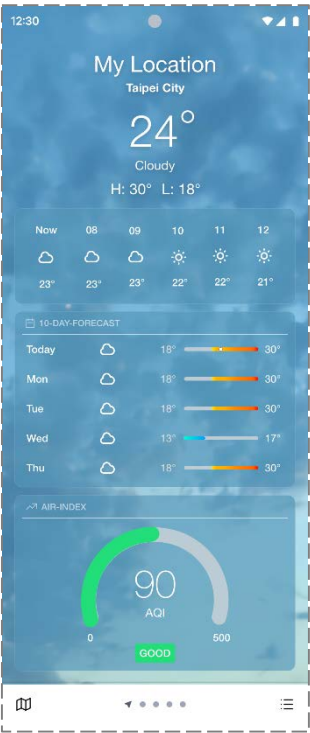 12:30
My Location
Taipei City
24°
Cloudy
H: 30° L: 18°
Now 08 09 10 11 12
23° 23° 23° 22° 22° 21°
10-DAY-FORECAST
Today 18° 30°
Mon 18° 30°
Tue 18° 30°
Wed 13° 17°
Thu 18° 30°
AIR-INDEX
90
AQI
0 500
GOOD